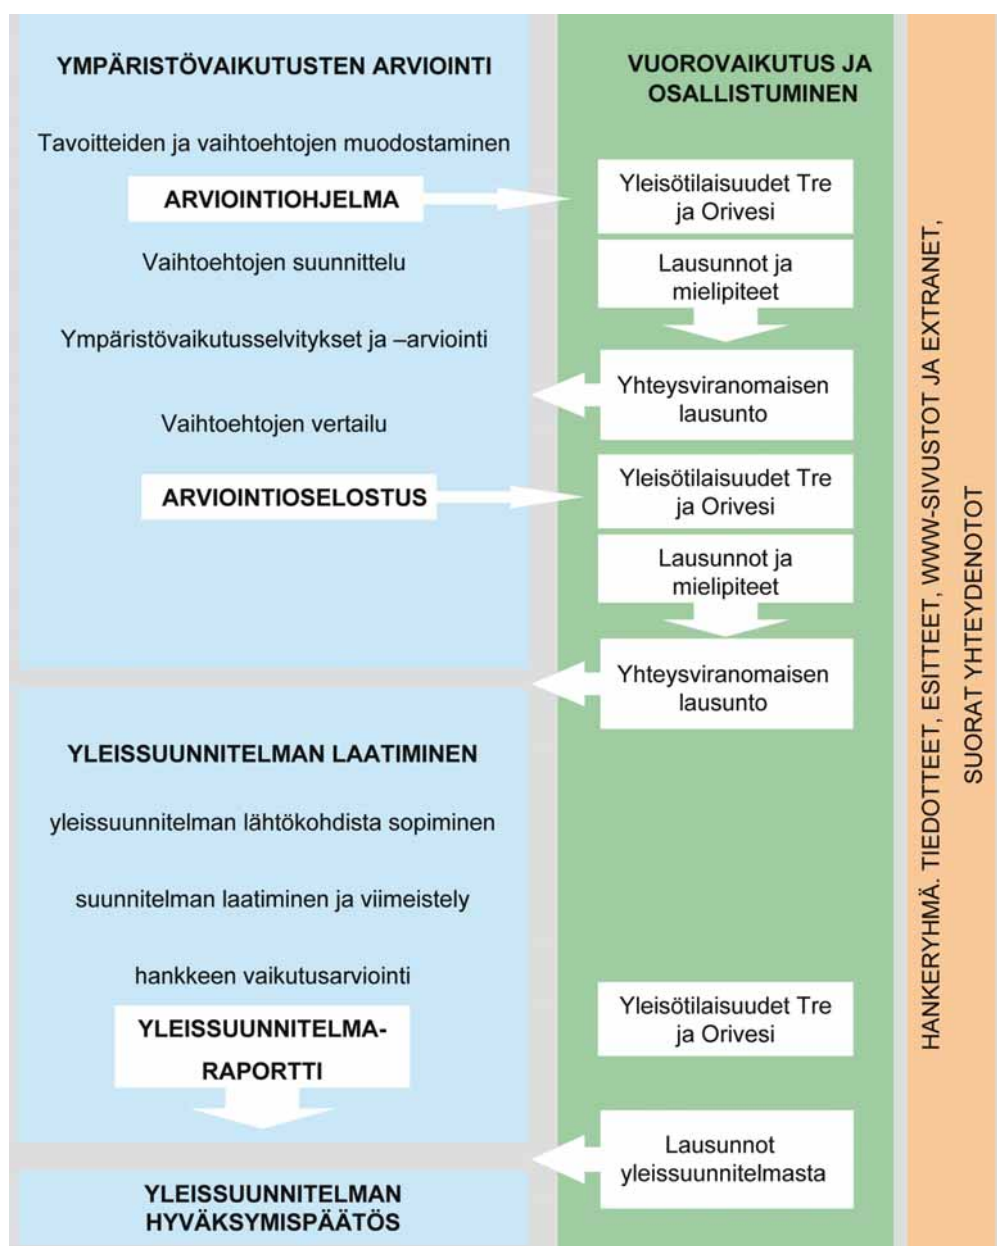 YMPÄRISTÖVAIKUTUSTEN ARVIOINTI
Tavoitteiden ja vaihtoehtojen muodostaminen
ARVIOINTIOHJELMA
Vaihtoehtojen suunnittelu
Ympäristövaikutusselvitykset ja –arviointi
Vaihtoehtojen vertailu
ARVIOINTIOSELOSTUS
YLEISSUUNNITELMAN LAATIMINEN
yleissuunnitelman lähtökohdista sopiminen
suunnitelman laatiminen ja viimeistely
hankkeen vaikutusarviointi
YLEISSUUNNITELMA-
RAPORTTI
YLEISSUUNNITELMAN
HYVÄKSYMISPÄÄTÖS
VUOROVAIKUTUS JA
OSALLISTUMINEN
Yleisötilaisuudet Tre
ja Orivesi
Lausunnot ja
mielipiteet
Yhteysviranomaisen
lausunto
Yleisötilaisuudet Tre
ja Orivesi
Lausunnot ja
mielipiteet
Yhteysviranomaisen
lausunto
Yleisötilaisuudet Tre
ja Orivesi
Lausunnot
yleissuunnitelmasta
HANKERYHMÄ. TIEDOTTEET, ESITTEET, WWW-SIVUSTOT JA EXTRANET,
SUORAT YHTEYDENOTOT